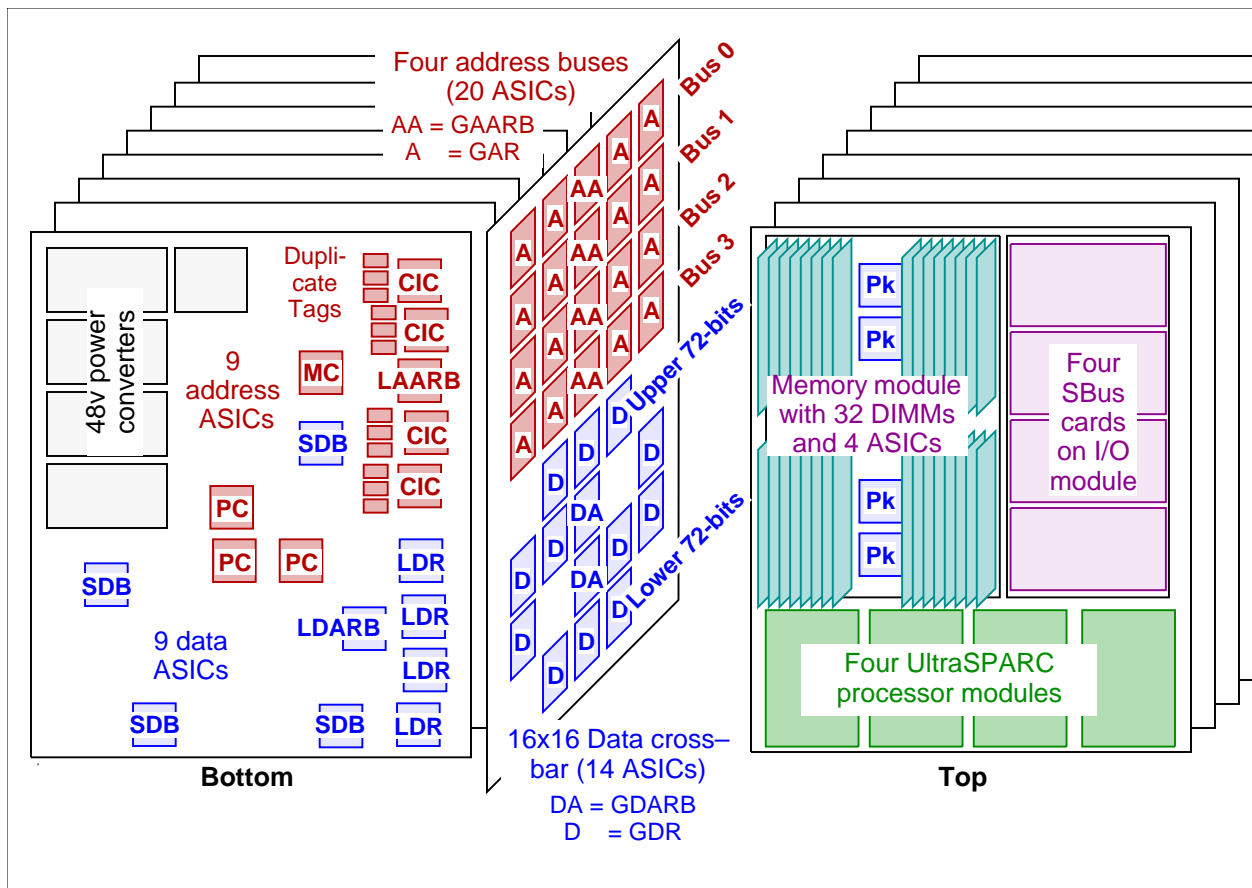 Four address buses
(20 ASICs)
AA = GAARB
A = GAR
Bus 0
Bus 1
Bus 2
Bus 3
A
A
AA
A
A
A
A
AA
A
A
A
A
AA
A
A
A
A
AA
A
A
Upper 72-bits
Lower 72-bits
D
D
D
D
D
DA
D
D
D
D
DA
D
D
D
D
D
16x16 Data cross–
bar (14 ASICs)
DA = GDARB
D = GDR
48v power
converters
Dupli-
cate
Tags
CIC
CIC
9
address
ASICs
MC
LAARB
SDB
CIC
CIC
PC
PC
PC
LDR
SDB
LDARB
LDR
9 data
ASICs
LDR
SDB
SDB
LDR
Bottom
Pk
Pk
Memory module
with 32 DIMMs
and 4 ASICs
Pk
Pk
Four
SBus
cards
on I/O
module
Four UltraSPARC
processor modules
Top